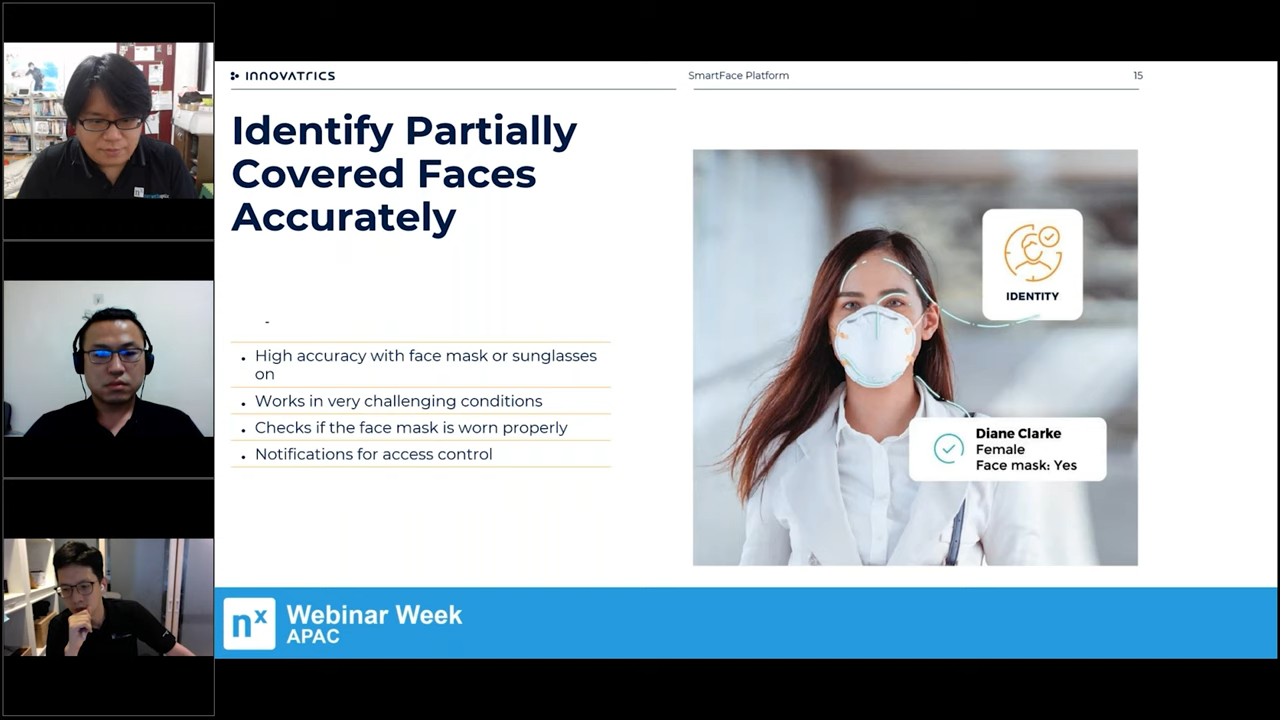 INNOVATRICS
SmartFace Platform
15
Identify Partially
Covered Faces
Accurately
-
• High accuracy with face mask or sunglasses
on
• Works in very challenging conditions
• Checks if the face mask is worn properly
• Notifications for access control
IDENTITY
Diane Clarke
Female
Face mask: Yes
nx Webinar Week
APAC